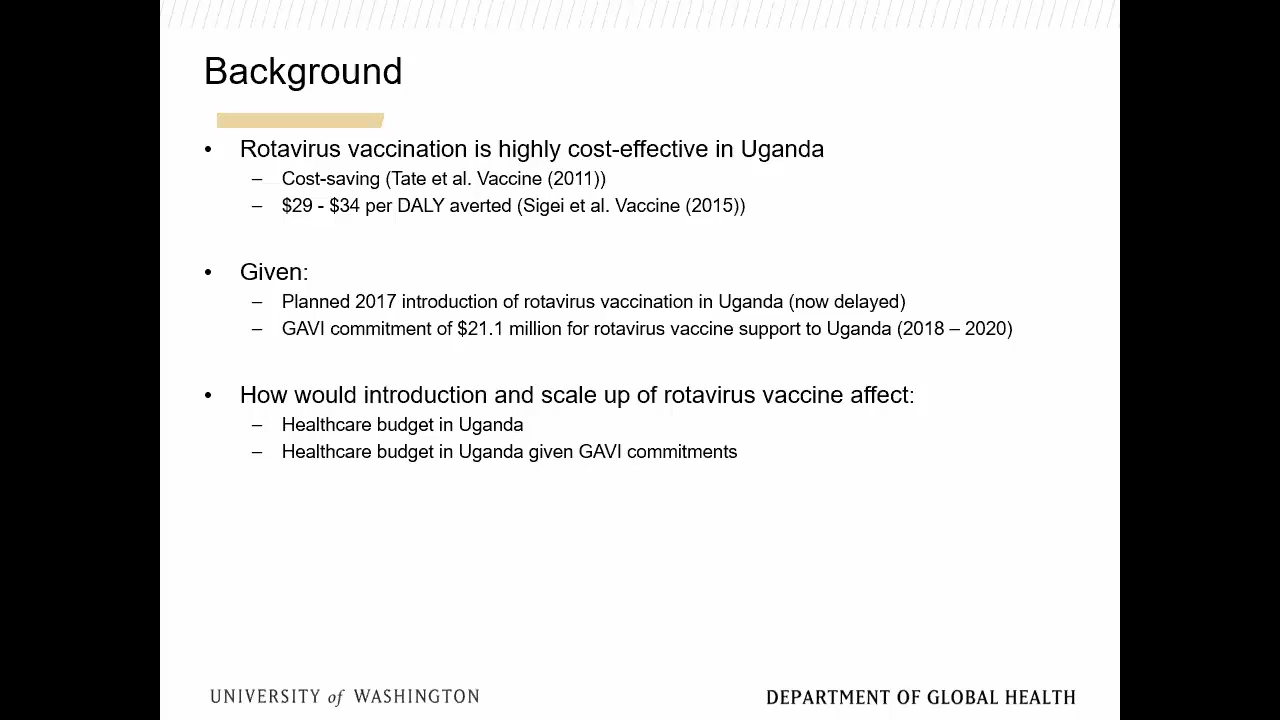 Background
• Rotavirus vaccination is highly cost-effective in Uganda
– Cost-saving (Tate et al. Vaccine (2011))
– $29 - $34 per DALY averted (Sigei et al. Vaccine (2015))
• Given:
– Planned 2017 introduction of rotavirus vaccination in Uganda (now delayed)
– GAVI commitment of $21.1 million for rotavirus vaccine support to Uganda (2018 – 2020)
• How would introduction and scale up of rotavirus vaccine affect:
– Healthcare budget in Uganda
– Healthcare budget in Uganda given GAVI commitments
UNIVERSITY of WASHINGTON
DEPARTMENT OF GLOBAL HEALTH